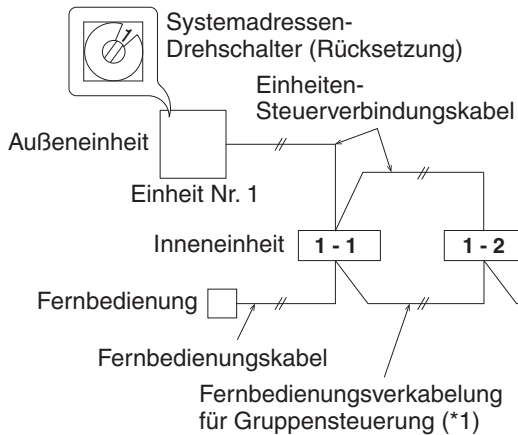 1
Systemadressen-
Drehschalter (Rücksetzung)
Einheiten-
Steuerverbindungskabel
Außeneinheit
Einheit Nr. 1
Inneneinheit
1 - 1
1 - 2
Fernbedienung
Fernbedienungskabel
Fernbedienungsverkabelung
für Gruppensteuerung (*1)